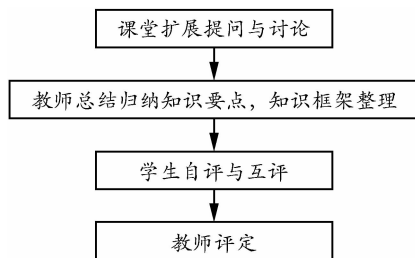 课堂扩展提问与讨论
教师总结归纳知识要点，知识框架整理
学生自评与互评
教师评定